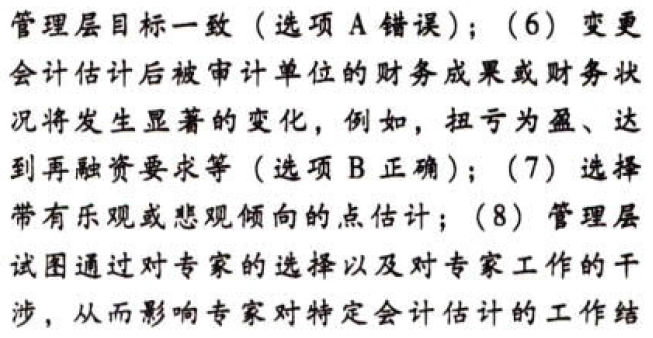 管理层目标一致（选项 A 错误）；（6）变更
会计估计后被审计单位的财务成果或财务状
况将发生显著的变化，例如，扭亏为盈、达
到再融资要求等（选项 B 正确）；（7）选择
带有乐观或悲观倾向的点估计；（8）管理层
试图通过对专家的选择以及对专家工作的干
涉，从而影响专家对特定会计估计的工作结